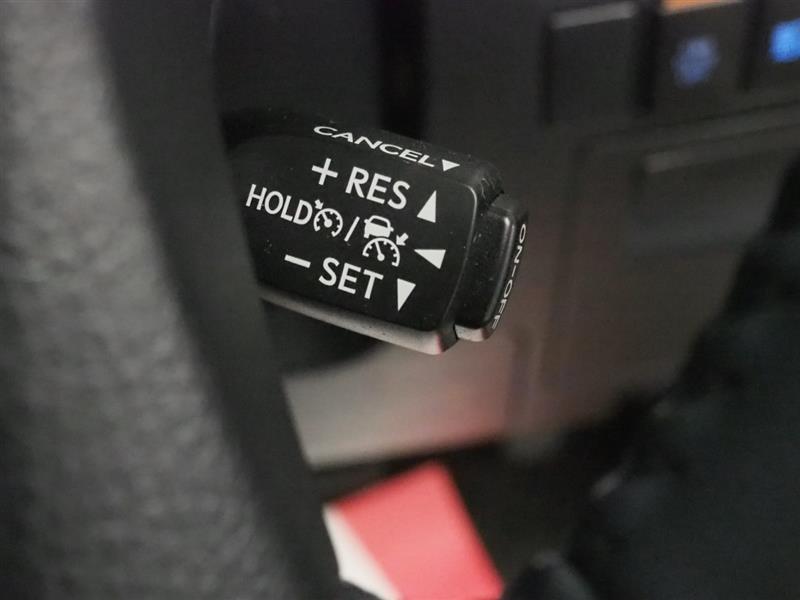 CANCEL ▼
+ RES ▲
HOLD / ◀
− SET ▼
ON-OFF